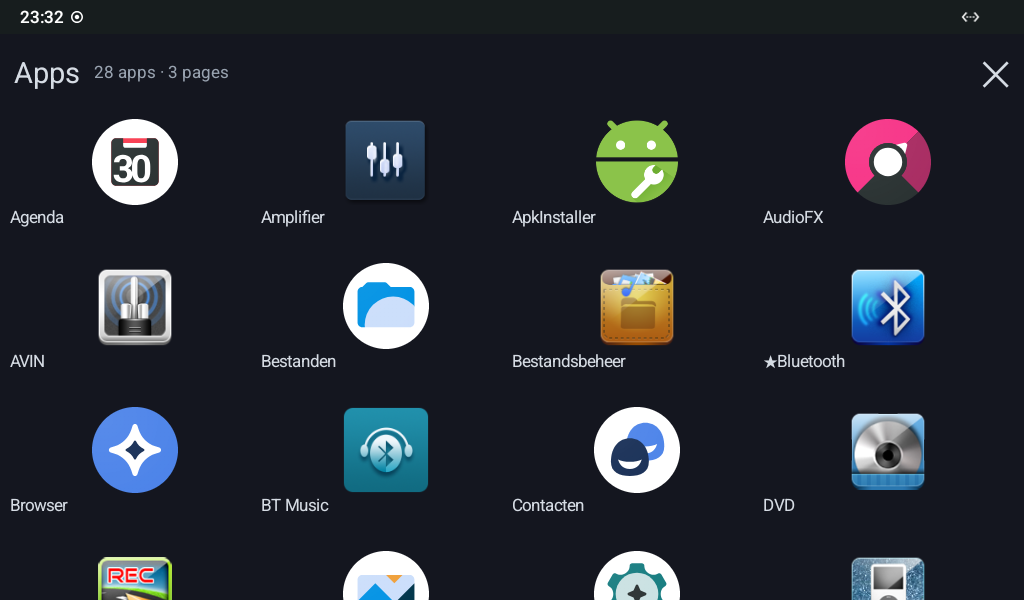 23:32
Apps 28 apps · 3 pages
30
Agenda Amplifier ApkInstaller AudioFX
AVIN Bestanden Bestandsbeheer ★Bluetooth
Browser BT Music Contacten DVD
REC